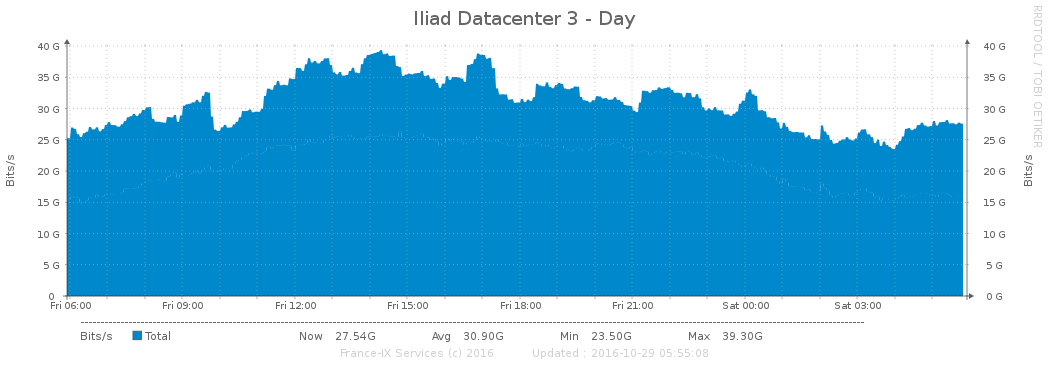 Iliad Datacenter 3 - Day
RRDTOOL / TOBI OETIKER
40 G 40 G
35 G 35 G
30 G 30 G
25 G 25 G
20 G 20 G
15 G 15 G
10 G 10 G
5 G 5 G
0 0 G
Bits/s Bits/s
Fri 06:00 Fri 09:00 Fri 12:00 Fri 15:00 Fri 18:00 Fri 21:00 Sat 00:00 Sat 03:00
Bits/s Total Now 27.54G Avg 30.90G Min 23.50G Max 39.30G
France-IX Services (c) 2016 Updated : 2016-10-29 05:55:08